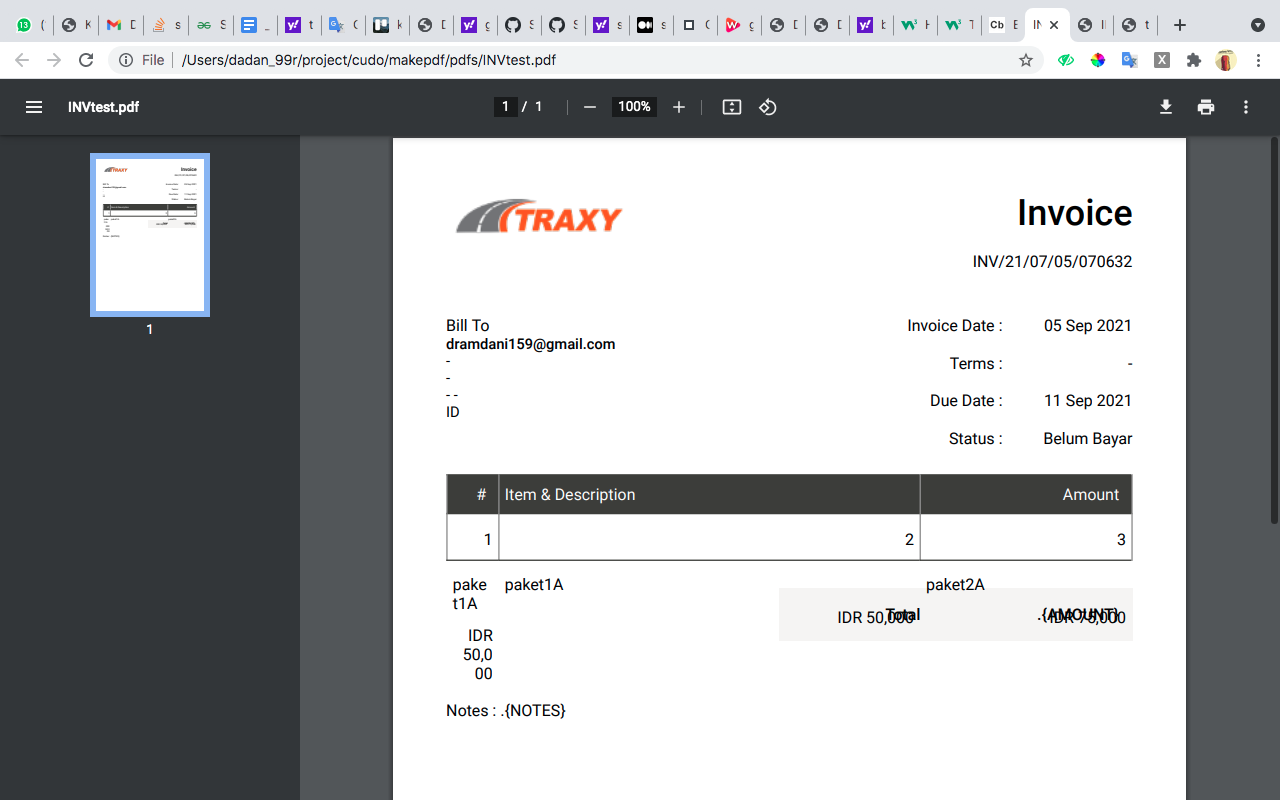 13 ( K D s S _ t G k D g S S s s C g D D b H T Cb E IN I t
File /Users/dadan_99r/project/cudo/makepdf/pdfs/INVtest.pdf
INVtest.pdf 1 / 1 100%
TRAXY
Invoice
INV/21/07/05/070632
1
Bill To
dramdani159@gmail.com
-
-
- -
ID
Invoice Date : 05 Sep 2021
Terms : -
Due Date : 11 Sep 2021
Status : Belum Bayar
# Item & Description Amount
1 2 3
pake paket1A paket2A
t1A
IDR 50,000 Total .{AMOUNT} IDR 75,000
IDR
50,0
00
Notes : .{NOTES}